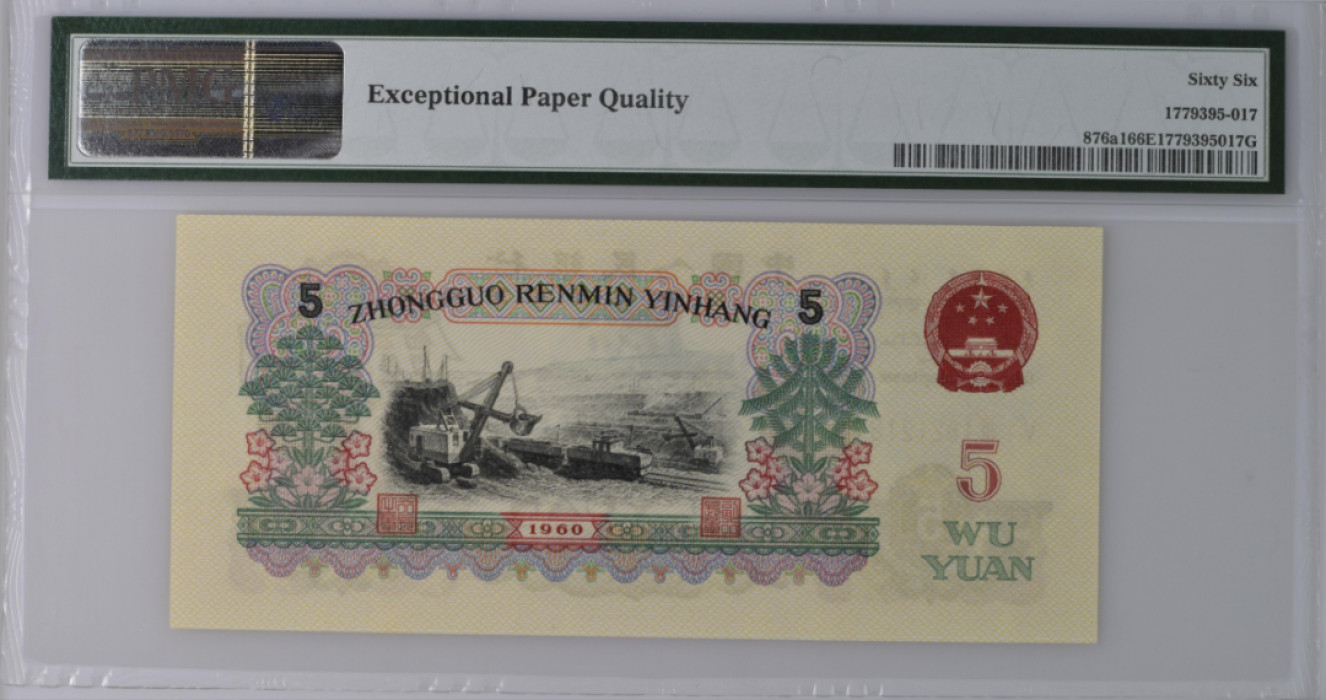 Exceptional Paper Quality
Sixty Six
1779395-017
876a166E1779395017G
5
ZHONGGUO RENMIN YINHANG
5
1960
5
WU
YUAN